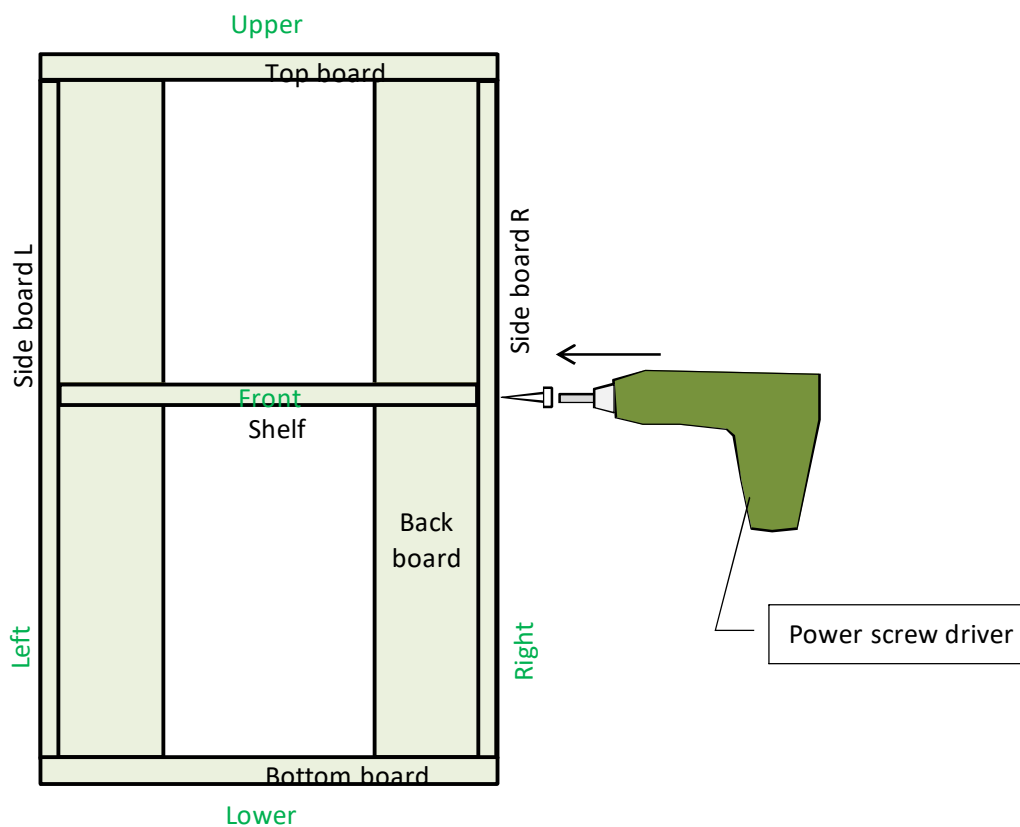 Upper
Top board
Side board L
Side board R
Front
Shelf
Back
board
Left
Right
Power screw driver
Bottom board
Lower